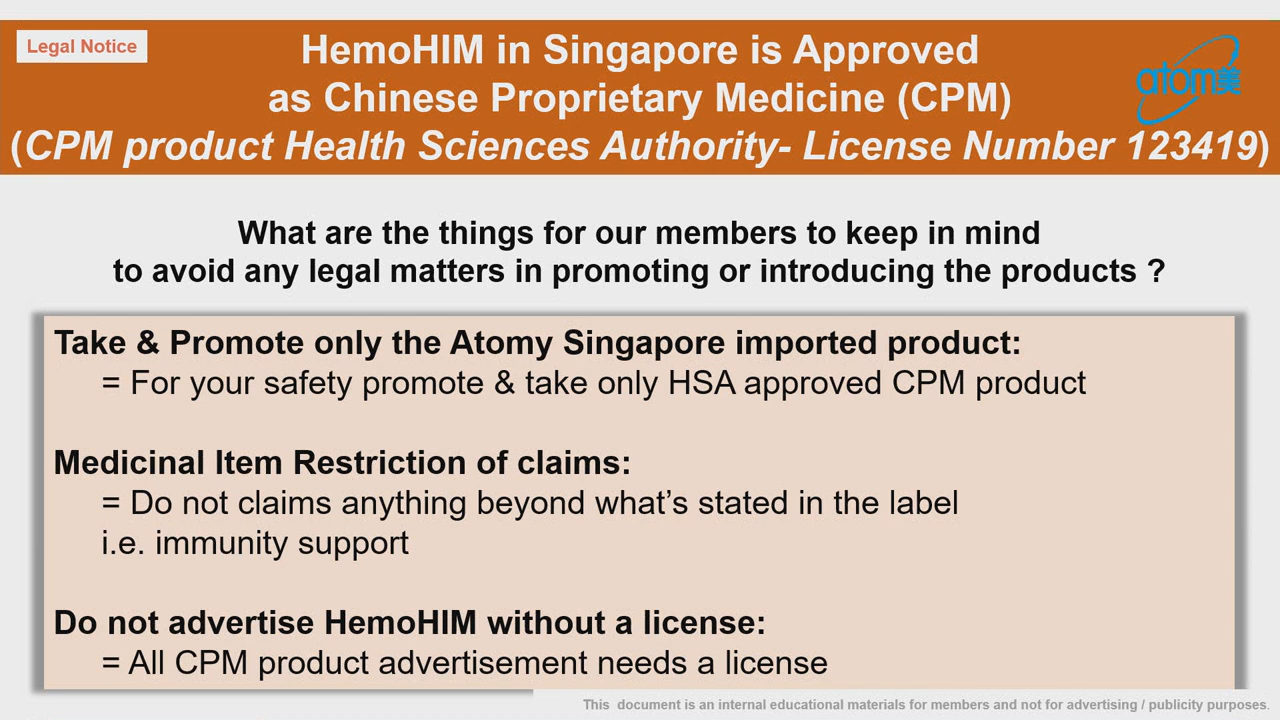 Legal Notice
HemoHIM in Singapore is Approved
as Chinese Proprietary Medicine (CPM)
(CPM product Health Sciences Authority- License Number 123419)
atom美
What are the things for our members to keep in mind
to avoid any legal matters in promoting or introducing the products ?
Take & Promote only the Atomy Singapore imported product:
= For your safety promote & take only HSA approved CPM product
Medicinal Item Restriction of claims:
= Do not claims anything beyond what's stated in the label
i.e. immunity support
Do not advertise HemoHIM without a license:
= All CPM product advertisement needs a license
This document is an internal educational materials for members and not for advertising / publicity purposes.